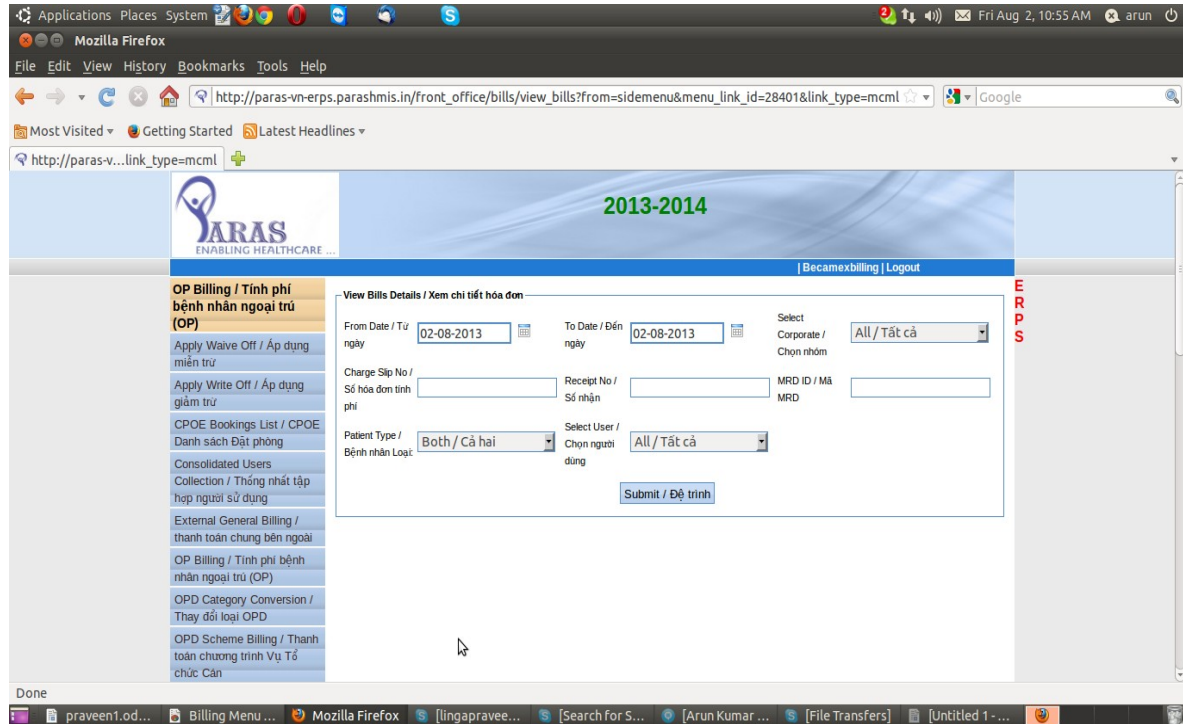 Applications Places System
2
Fri Aug 2, 10:55 AM
arun
Mozilla Firefox
File Edit View History Bookmarks Tools Help
http://paras-vn-erps.parashmis.in/front_office/bills/view_bills?from=sidemenu&menu_link_id=28401&link_type=mcml
Google
Most Visited
Getting Started
Latest Headlines
http://paras-v...link_type=mcml
PARAS
ENABLING HEALTHCARE ...
2013-2014
| Becamexbilling | Logout
OP Billing / Tính phí
bệnh nhân ngoại trú
(OP)
Apply Waive Off / Áp dụng
miễn trừ
Apply Write Off / Áp dụng
giảm trừ
CPOE Bookings List / CPOE
Danh sách Đặt phòng
Consolidated Users
Collection / Thống nhất tập
hợp người sử dụng
External General Billing /
thanh toán chung bên ngoài
OP Billing / Tính phí bệnh
nhân ngoại trú (OP)
OPD Category Conversion /
Thay đổi loại OPD
OPD Scheme Billing / Thanh
toán chương trình Vụ Tổ
chức Cán
View Bills Details / Xem chi tiết hóa đơn
From Date / Từ
ngày
02-08-2013
To Date / Đến
ngày
02-08-2013
Select
Corporate /
Chọn nhóm
All / Tất cả
Charge Slip No /
Số hóa đơn tính
phí
Receipt No /
Số nhận
MRD ID / Mã
MRD
Patient Type /
Bệnh nhân Loại:
Both / Cả hai
Select User /
Chọn người
dùng
All / Tất cả
Submit / Đệ trình
E
R
P
S
Done
praveen1.od...
Billing Menu ...
Mozilla Firefox
[lingapravee...
[Search for S...
[Arun Kumar ...
[File Transfers]
[Untitled 1 - ...